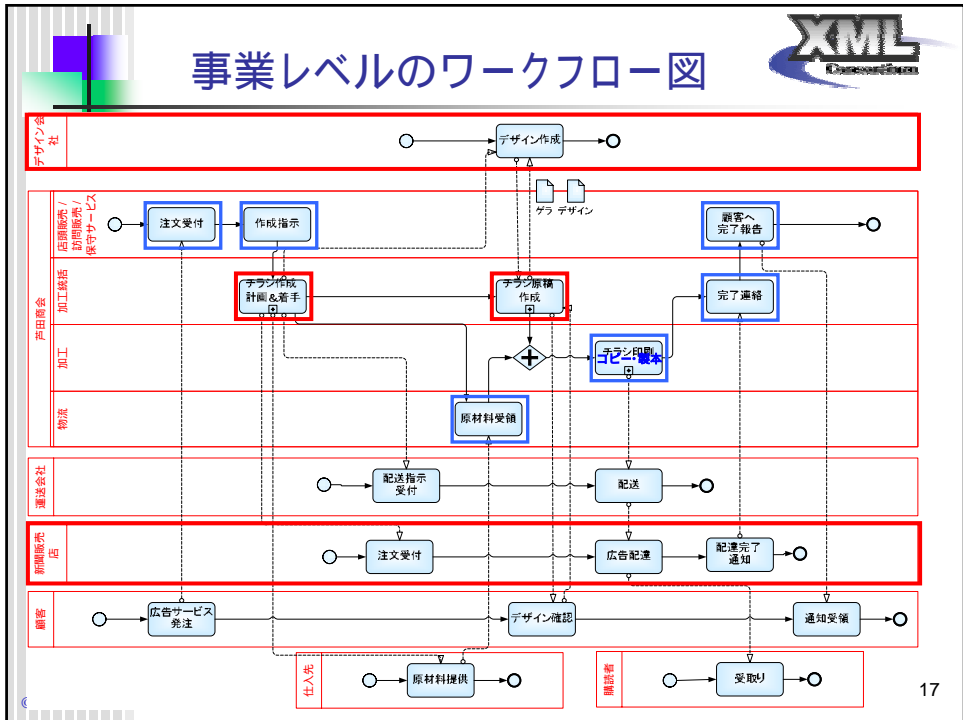 事業レベルのワークフロー図
XML
Consortium
デザイン会
社
デザイン作成
ゲラ デザイン
芦田商会
店頭販売/
訪問販売/
保守サービス
注文受付
作成指示
顧客へ
完了報告
加工統括
チラシ作成
計画&着手
チラシ原稿
作成
完了連絡
加工
チラシ印刷
コピー・製本
物流
原材料受領
運送会社
配送指示
受付
配送
新聞販売
店
注文受付
広告配達
配達完了
通知
顧客
広告サービス
発注
デザイン確認
通知受領
仕入先
原材料提供
購読者
受取り
17
©